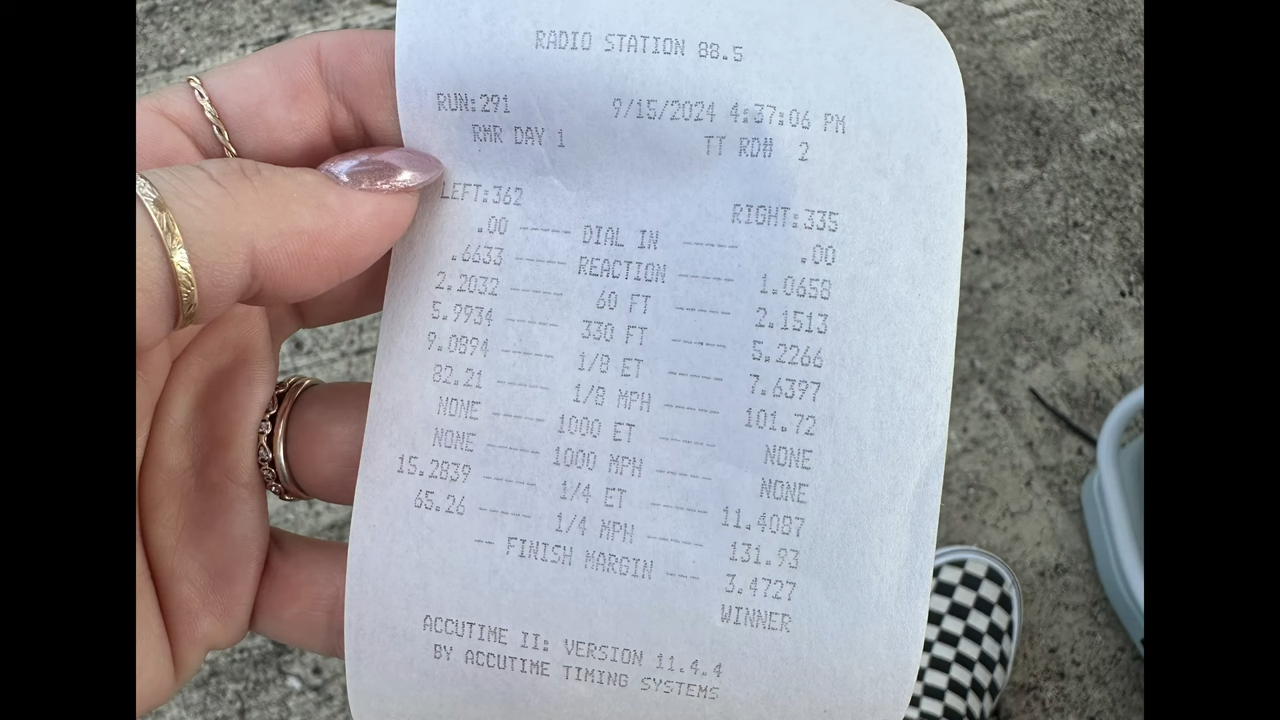 RADIO STATION 88.5
RUN:291 9/15/2024 4:37:06 PM
RMR DAY 1 TT RD# 2
LEFT:362 RIGHT:335
.00 ---- DIAL IN ---- .00
.6633 ---- REACTION ---- 1.0658
2.2032 ---- 60 FT ---- 2.1513
5.9934 ---- 330 FT ---- 5.2266
9.0894 ---- 1/8 ET ---- 7.6397
82.21 ---- 1/8 MPH ---- 101.72
NONE ---- 1000 ET ---- NONE
NONE ---- 1000 MPH ---- NONE
15.2839 ---- 1/4 ET ---- 11.4087
65.26 ---- 1/4 MPH ---- 131.93
-- FINISH MARGIN --- 3.4727
WINNER
ACCUTIME II: VERSION 11.4.4
BY ACCUTIME TIMING SYSTEMS